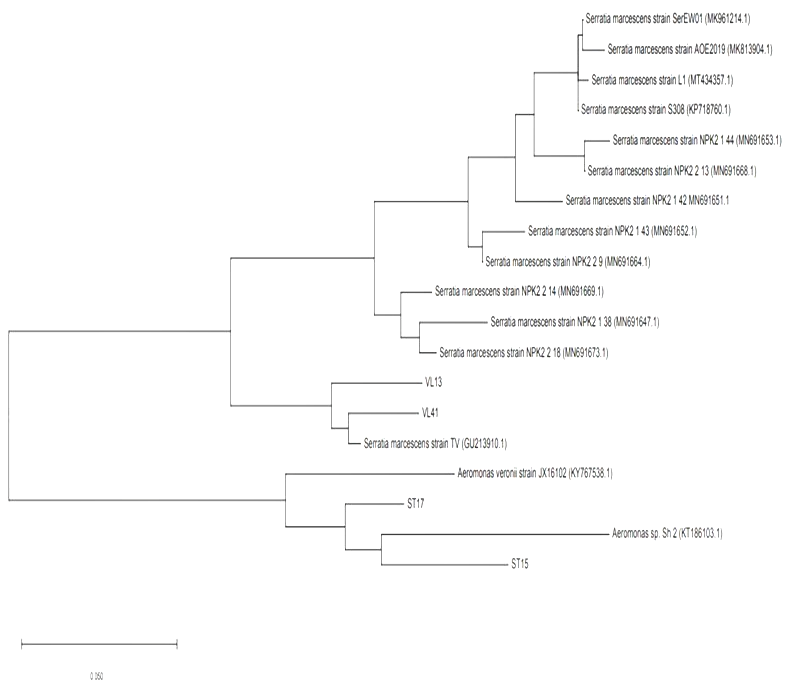 Serratia marcescens strain SerEW01 (MK961214.1)
Serratia marcescens strain AOE2019 (MK813904.1)
Serratia marcescens strain L1 (MT434357.1)
Serratia marcescens strain S308 (KP718760.1)
Serratia marcescens strain NPK2 1 44 (MN691653.1)
Serratia marcescens strain NPK2 2 13 (MN691668.1)
Serratia marcescens strain NPK2 1 42 MN691651.1
Serratia marcescens strain NPK2 1 43 (MN691652.1)
Serratia marcescens strain NPK2 2 9 (MN691664.1)
Serratia marcescens strain NPK2 2 14 (MN691669.1)
Serratia marcescens strain NPK2 1 38 (MN691647.1)
Serratia marcescens strain NPK2 2 18 (MN691673.1)
VL13
VL41
Serratia marcescens strain TV (GU213910.1)
Aeromonas veronii strain JX16102 (KY767538.1)
ST17
Aeromonas sp. Sh 2 (KT186103.1)
ST15
0.050